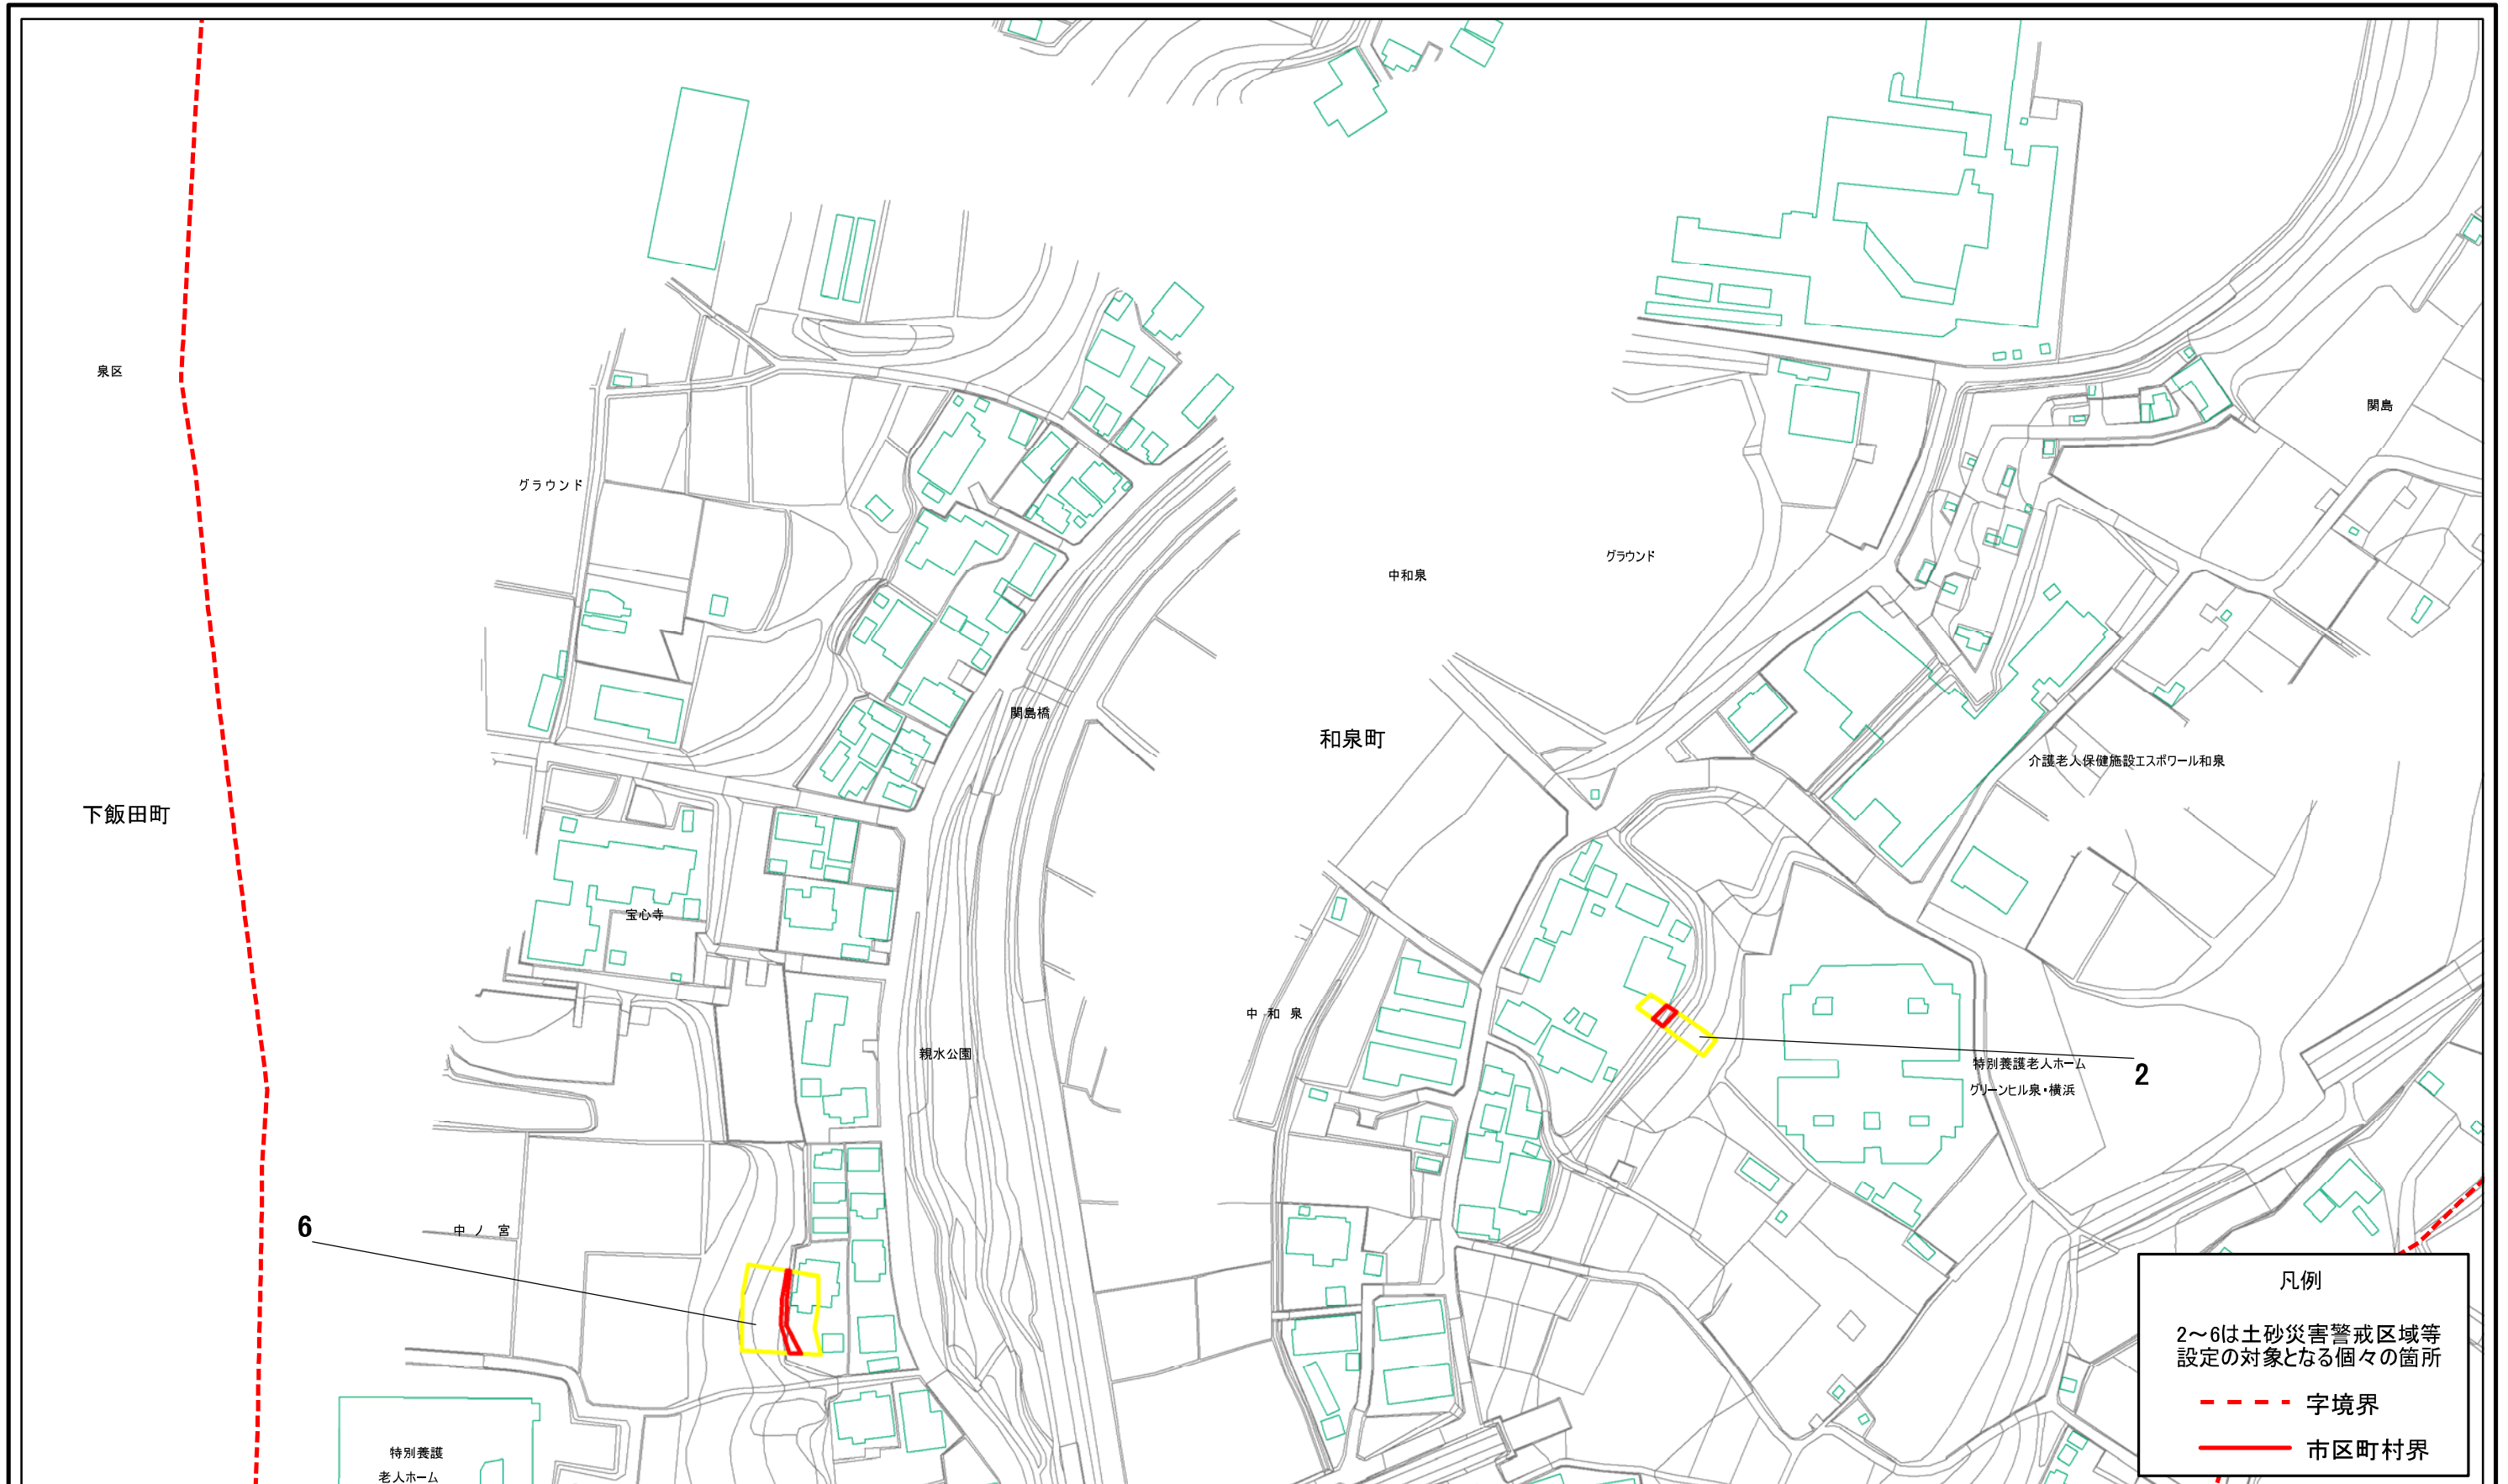 泉区
関島
グラウンド
グラウンド
中和泉
関島橋
和泉町
介護老人保健施設エスポワール和泉
下飯田町
宝心寺
中和泉
親水公園
特別養護老人ホーム
グリーンヒル泉・横浜
2
6
中ノ宮
凡例
2～6は土砂災害警戒区域等
設定の対象となる個々の箇所
字境界
市区町村界
特別養護
老人ホーム